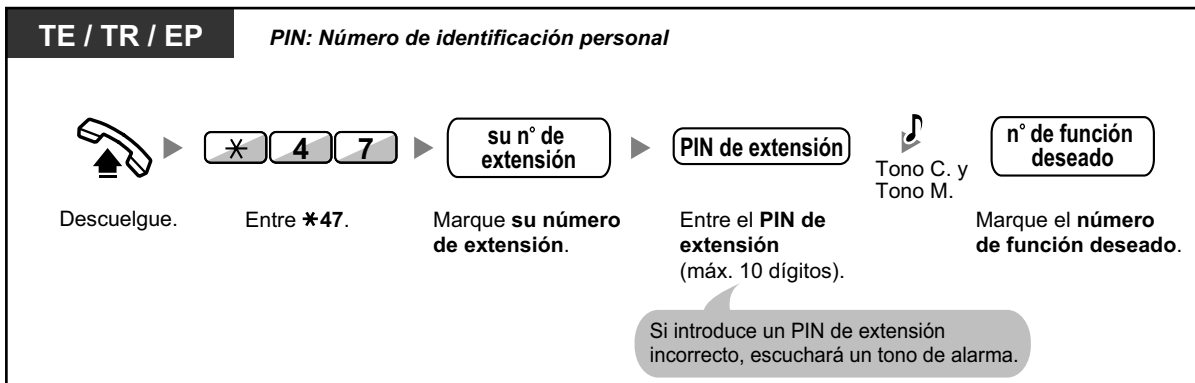 TE / TR / EP
PIN: Número de identificación personal
✳ 4 7
su n° de
extensión
PIN de extensión
Tono C. y
Tono M.
n° de función
deseado
Descuelgue.
Entre ✳47.
Marque su número
de extensión.
Entre el PIN de
extensión
(máx. 10 dígitos).
Marque el número
de función deseado.
Si introduce un PIN de extensión
incorrecto, escuchará un tono de alarma.